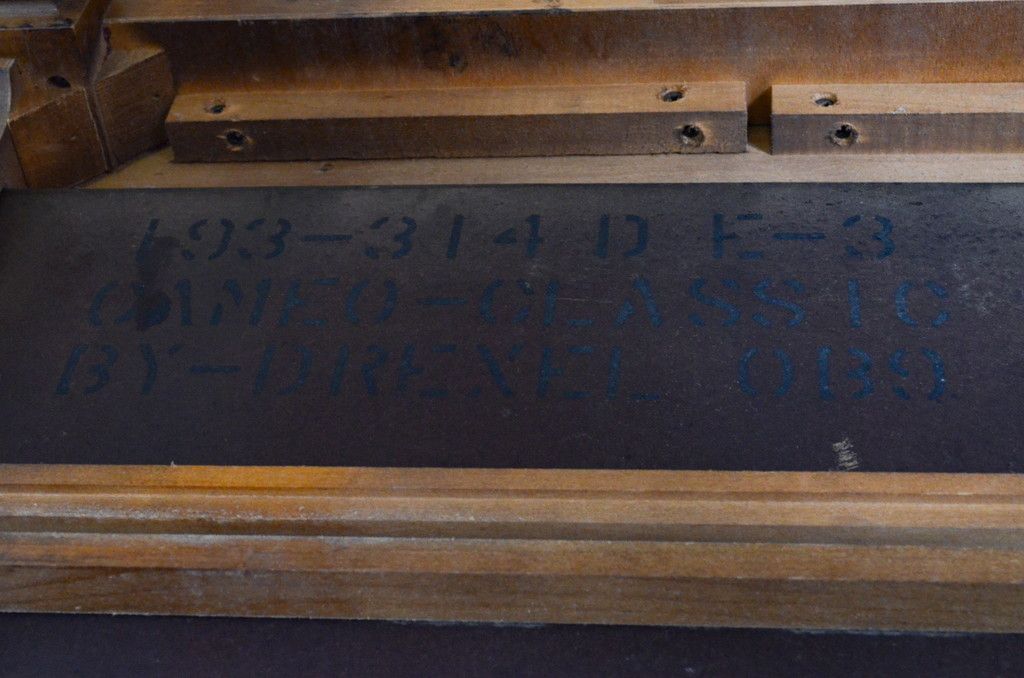 193-314 D E-3
CAMEO-CLASSIC
BY-DREXEL OB9